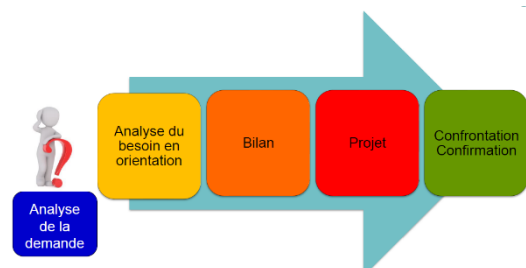 Analyse de la demande
Analyse du
besoin en
orientation
Bilan
Projet
Confrontation
Confirmation